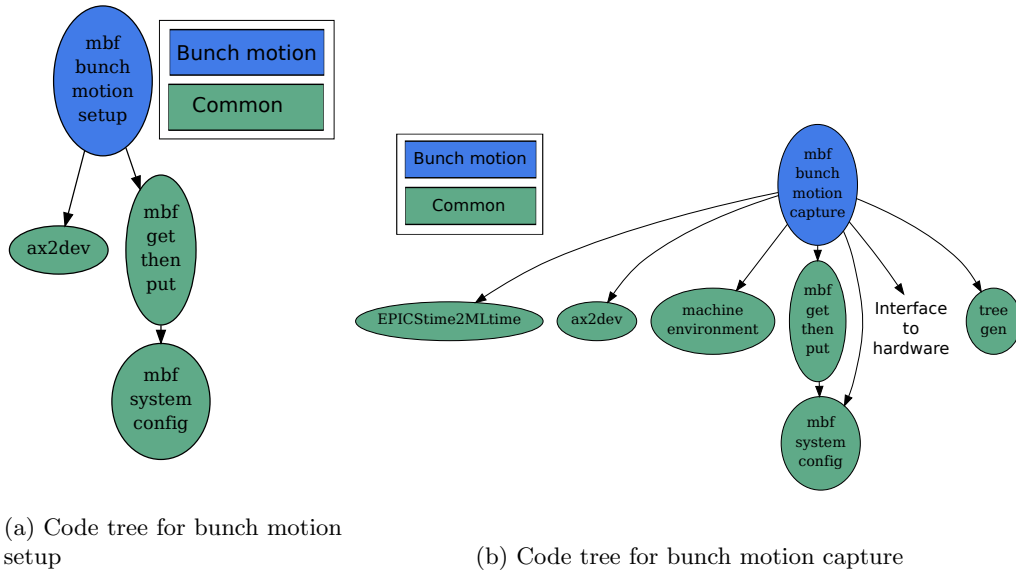 mbf
bunch
motion
setup
Bunch motion
Common
ax2dev
mbf
get
then
put
mbf
system
config
(a) Code tree for bunch motion
setup
Bunch motion
Common
mbf
bunch
motion
capture
EPICStime2MLtime
ax2dev
machine
environment
mbf
get
then
put
Interface
to
hardware
tree
gen
mbf
system
config
(b) Code tree for bunch motion capture